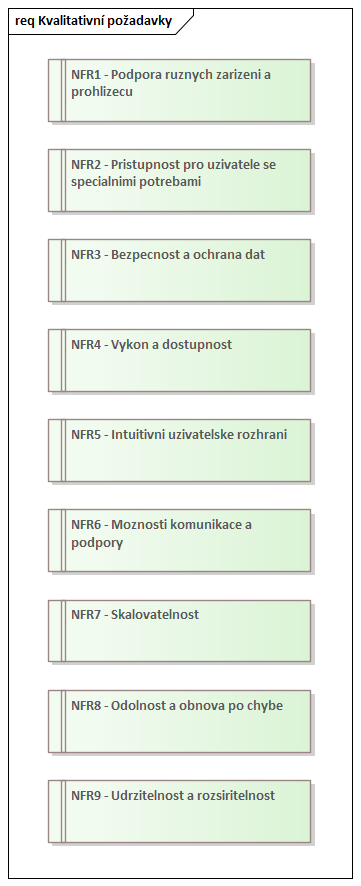 req Kvalitativní požadavky
NFR1 - Podpora ruznych zarizeni a
prohlizecu
NFR2 - Pristupnost pro uzivatele se
specialnimi potrebami
NFR3 - Bezpecnost a ochrana dat
NFR4 - Vykon a dostupnost
NFR5 - Intuitivni uzivatelske rozhrani
NFR6 - Moznosti komunikace a
podpory
NFR7 - Skalovatelnost
NFR8 - Odolnost a obnova po chybe
NFR9 - Udrzitelnost a rozsiritelnost